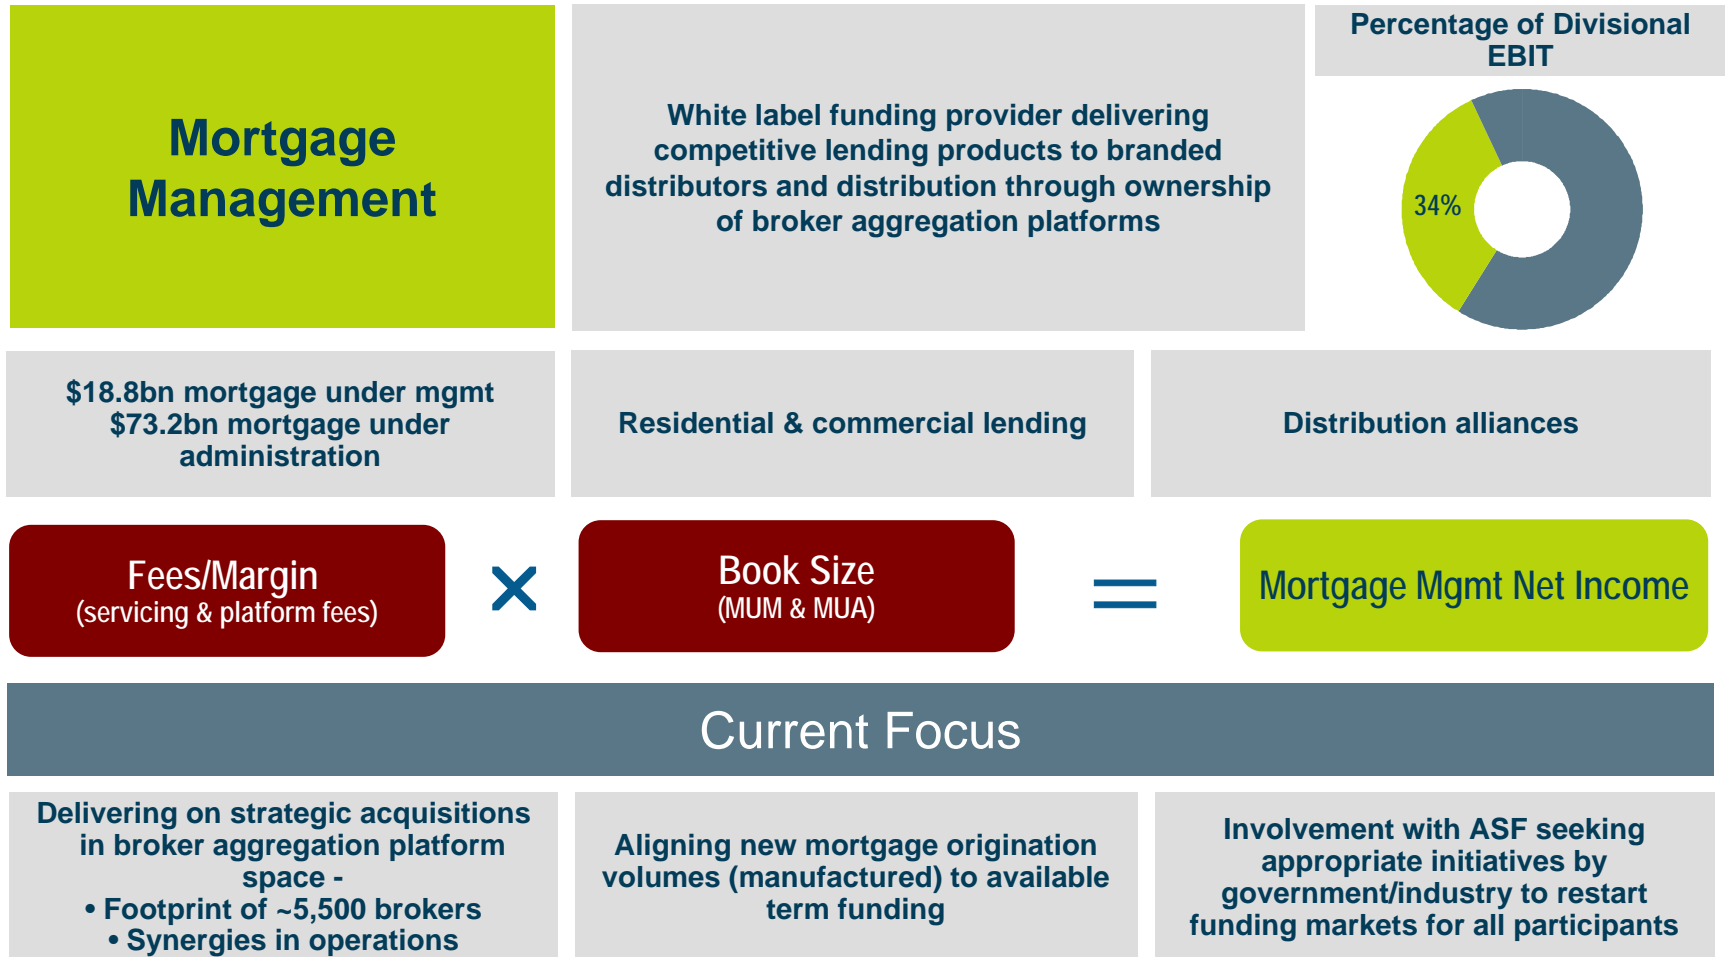 Mortgage
Management
White label funding provider delivering
competitive lending products to branded
distributors and distribution through ownership
of broker aggregation platforms
Percentage of Divisional
EBIT
34%
$18.8bn mortgage under mgmt
$73.2bn mortgage under
administration
Residential & commercial lending
Distribution alliances
Fees/Margin
(servicing & platform fees)
×
Book Size
(MUM & MUA)
=
Mortgage Mgmt Net Income
Current Focus
Delivering on strategic acquisitions
in broker aggregation platform
space -
• Footprint of ~5,500 brokers
• Synergies in operations
Aligning new mortgage origination
volumes (manufactured) to available
term funding
Involvement with ASF seeking
appropriate initiatives by
government/industry to restart
funding markets for all participants